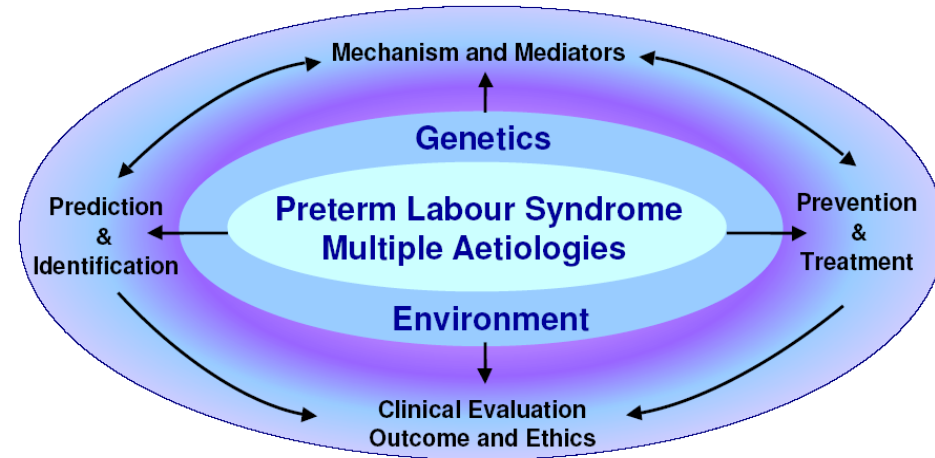 Mechanism and Mediators
Genetics
Prediction
&
Identification
Preterm Labour Syndrome
Multiple Aetiologies
Prevention
&
Treatment
Environment
Clinical Evaluation
Outcome and Ethics